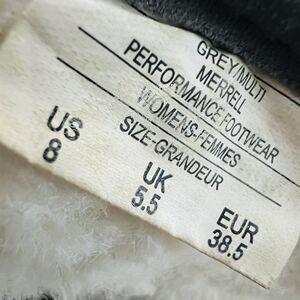 GREY/MULTI
MERRELL
PERFORMANCE FOOTWEAR
WOMENS-FEMMES
SIZE-GRANDEUR
US UK EUR
8 5.5 38.5